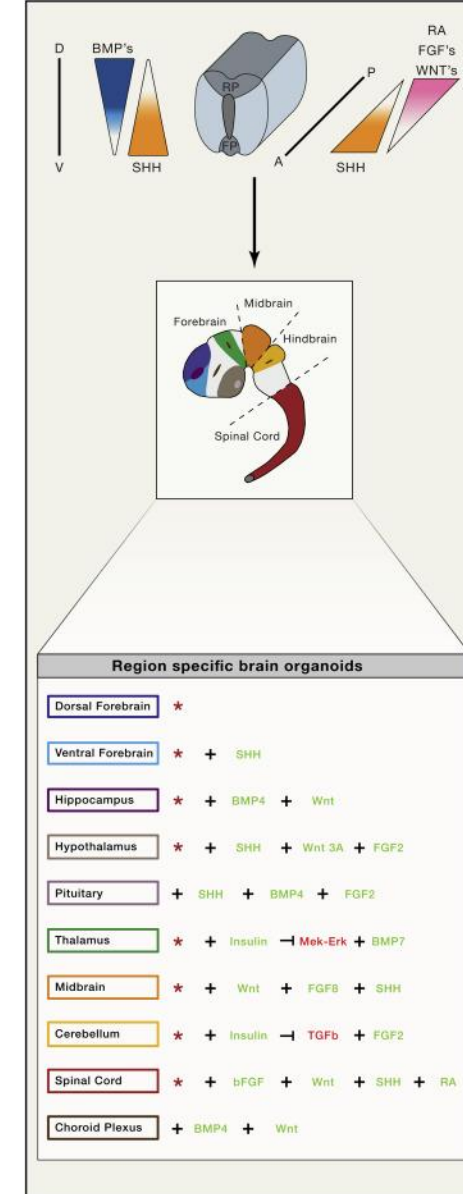 RA
D BMP's FGF's
P WNT's
RP
FP
V SHH A SHH
Midbrain
Forebrain
Hindbrain
Spinal Cord
Region specific brain organoids
Dorsal Forebrain *
Ventral Forebrain * + SHH
Hippocampus * + BMP4 + Wnt
Hypothalamus * + SHH + Wnt 3A + FGF2
Pituitary + SHH + BMP4 + FGF2
Thalamus * + Insulin ⊣ Mek-Erk + BMP7
Midbrain * + Wnt + FGF8 + SHH
Cerebellum * + Insulin ⊣ TGFb + FGF2
Spinal Cord * + bFGF + Wnt + SHH + RA
Choroid Plexus + BMP4 + Wnt